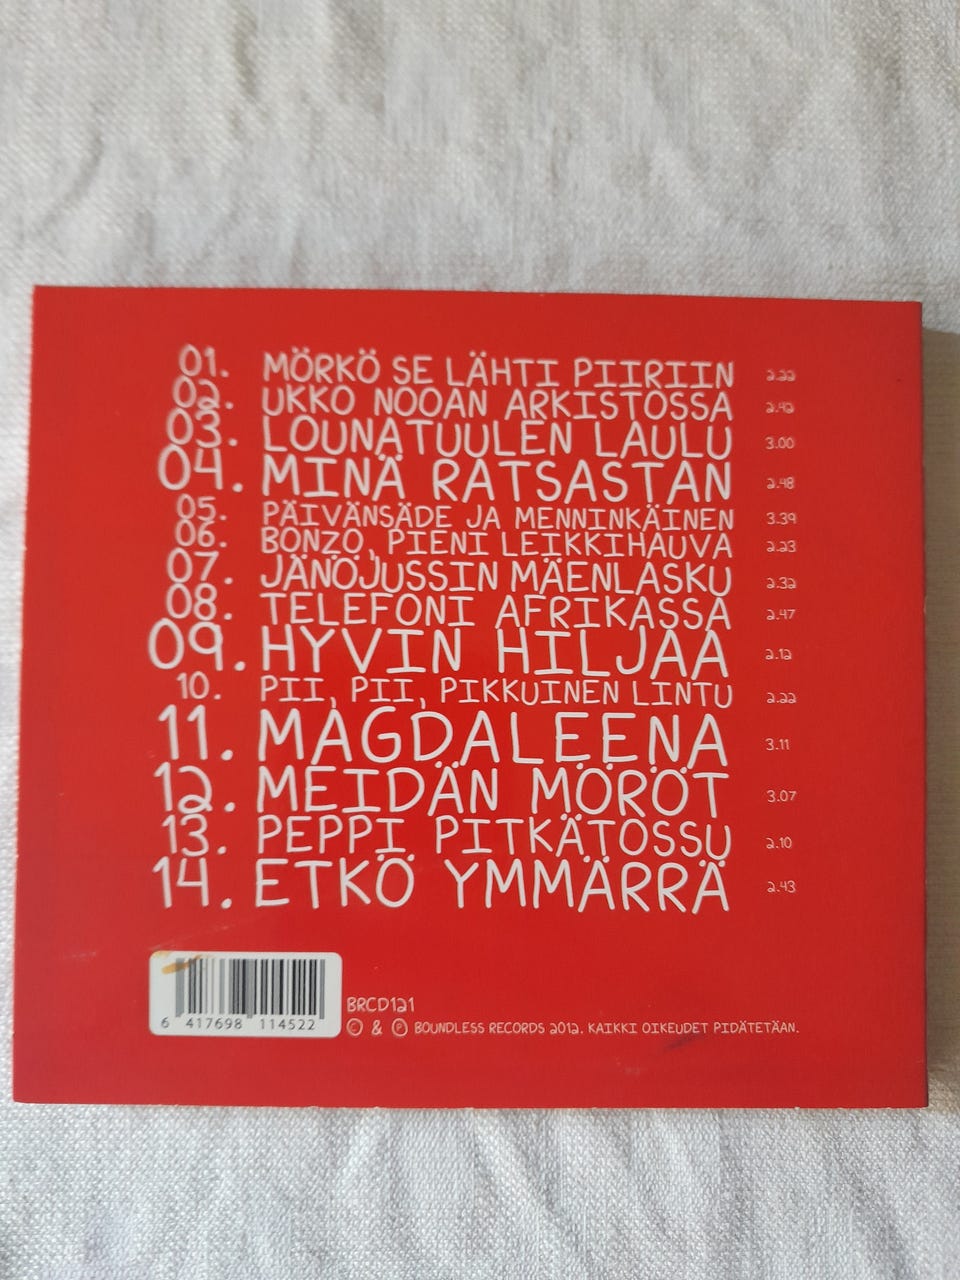 01. MÖRKÖ SE LÄHTI PIIRIIN 2.22
02. UKKO NOOAN ARKISTOSSA 2.42
03. LOUNATUULEN LAULU 3.00
04. MINÄ RATSASTAN 2.48
05. PÄIVÄNSÄDE JA MENNINKÄINEN 3.39
06. BONZO, PIENI LEIKKIHAUVA 2.23
07. JÄNÖJUSSIN MÄENLASKU 2.32
08. TELEFONI AFRIKASSA 2.47
09. HYVIN HILJAA 2.12
10. PII, PII, PIKKUINEN LINTU 2.22
11. MAGDALEENA 3.11
12. MEIDÄN MÖRÖT 3.07
13. PEPPI PITKÄTOSSU 2.10
14. ETKÖ YMMÄRRÄ 2.43
BRCD121
6 417698 114522
© & ℗ BOUNDLESS RECORDS 2012. KAIKKI OIKEUDET PIDÄTETÄÄN.